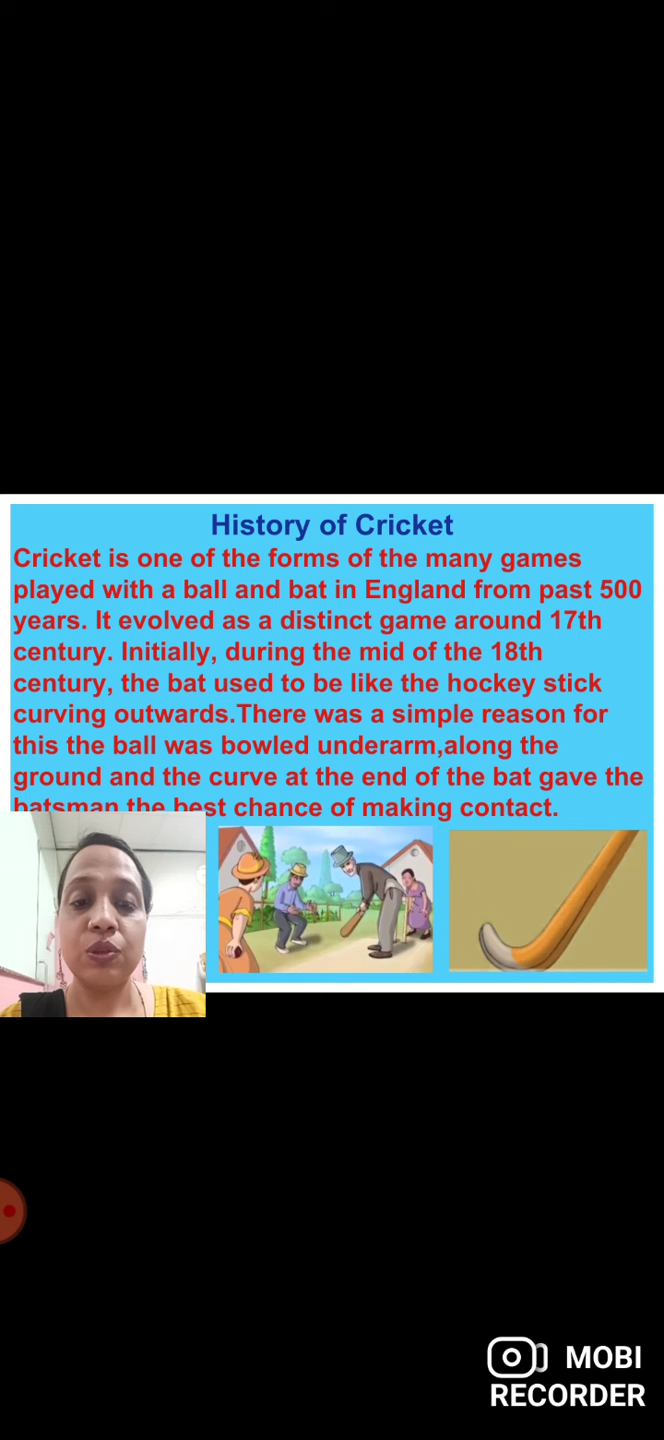 History of Cricket
Cricket is one of the forms of the many games
played with a ball and bat in England from past 500
years. It evolved as a distinct game around 17th
century. Initially, during the mid of the 18th
century, the bat used to be like the hockey stick
curving outwards.There was a simple reason for
this the ball was bowled underarm,along the
ground and the curve at the end of the bat gave the
batsman the best chance of making contact.
MOBI
RECORDER